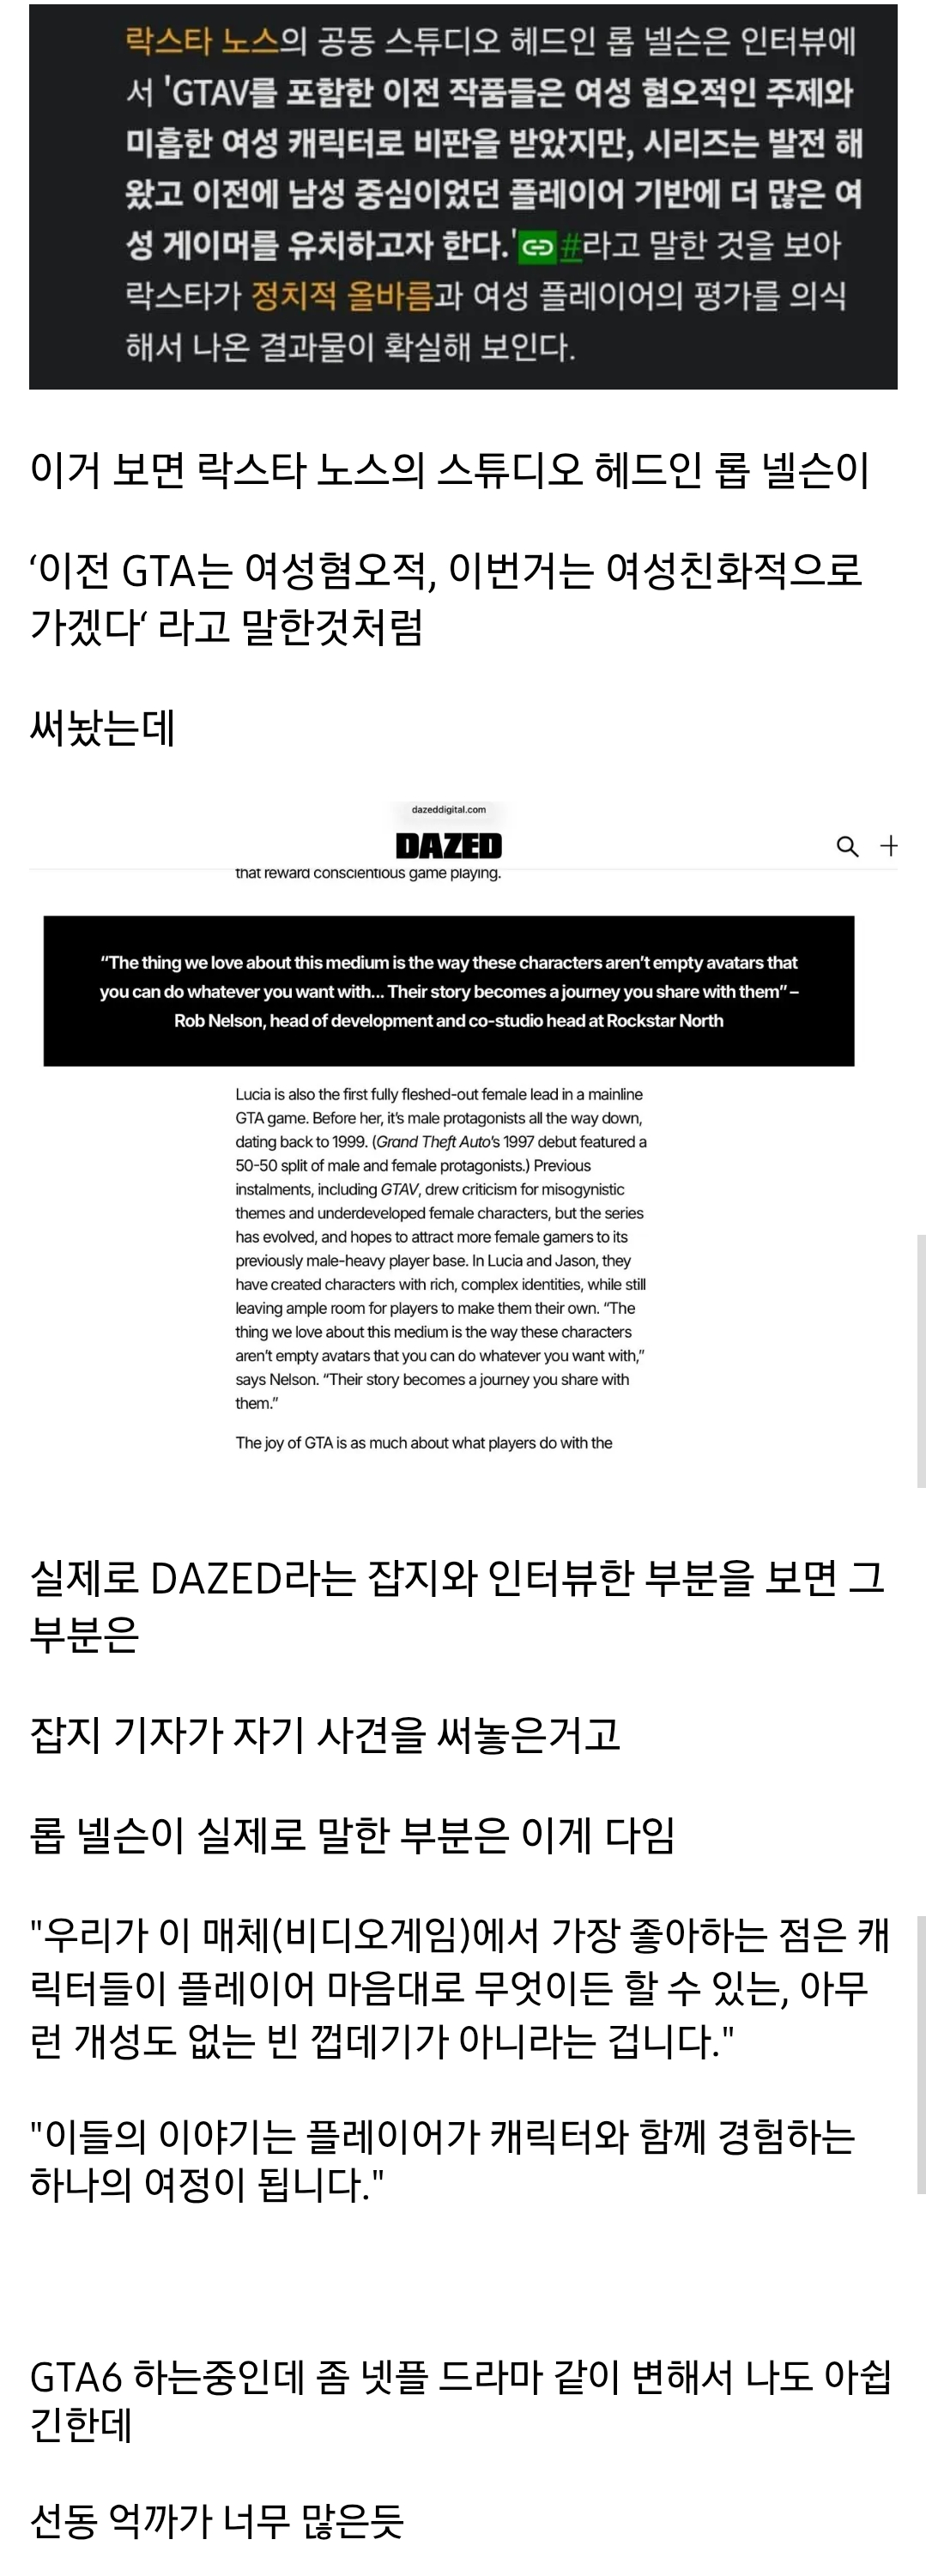 락스타 노스의 공동 스튜디오 헤드인 롭 넬슨은 인터뷰에
서 'GTAV를 포함한 이전 작품들은 여성 혐오적인 주제와
미흡한 여성 캐릭터로 비판을 받았지만, 시리즈는 발전 해
왔고 이전에 남성 중심이었던 플레이어 기반에 더 많은 여
성 게이머를 유치하고자 한다.'#라고 말한 것을 보아
락스타가 정치적 올바름과 여성 플레이어의 평가를 의식
해서 나온 결과물이 확실해 보인다.
이거 보면 락스타 노스의 스튜디오 헤드인 롭 넬슨이
‘이전 GTA는 여성혐오적, 이번거는 여성친화적으로
가겠다‘ 라고 말한것처럼
써놨는데
dazeddigital.com
DAZED
that reward conscientious game playing.
“The thing we love about this medium is the way these characters aren’t empty avatars that
you can do whatever you want with... Their story becomes a journey you share with them” –
Rob Nelson, head of development and co-studio head at Rockstar North
Lucia is also the first fully fleshed-out female lead in a mainline
GTA game. Before her, it’s male protagonists all the way down,
dating back to 1999. (Grand Theft Auto’s 1997 debut featured a
50-50 split of male and female protagonists.) Previous
instalments, including GTAV, drew criticism for misogynistic
themes and underdeveloped female characters, but the series
has evolved, and hopes to attract more female gamers to its
previously male-heavy player base. In Lucia and Jason, they
have created characters with rich, complex identities, while still
leaving ample room for players to make them their own. “The
thing we love about this medium is the way these characters
aren’t empty avatars that you can do whatever you want with,”
says Nelson. “Their story becomes a journey you share with
them.”
The joy of GTA is as much about what players do with the
실제로 DAZED라는 잡지와 인터뷰한 부분을 보면 그
부분은
잡지 기자가 자기 사견을 써놓은거고
롭 넬슨이 실제로 말한 부분은 이게 다임
"우리가 이 매체(비디오게임)에서 가장 좋아하는 점은 캐
릭터들이 플레이어 마음대로 무엇이든 할 수 있는, 아무
런 개성도 없는 빈 껍데기가 아니라는 겁니다."
"이들의 이야기는 플레이어가 캐릭터와 함께 경험하는
하나의 여정이 됩니다."
GTA6 하는중인데 좀 넷플 드라마 같이 변해서 나도 아쉽
긴한데
선동 억까가 너무 많은듯